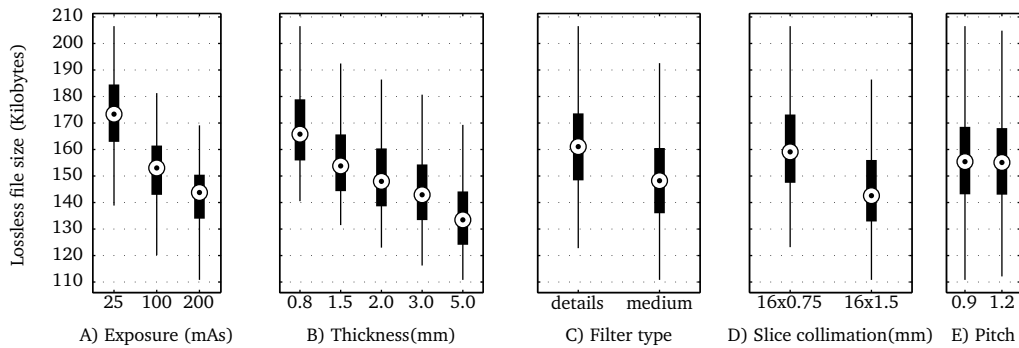 Lossless file size (Kilobytes)
210
200
190
180
170
160
150
140
130
120
110
25 100 200
0.8 1.5 2.0 3.0 5.0
details medium
16x0.75 16x1.5
0.9 1.2
A) Exposure (mAs)
B) Thickness(mm)
C) Filter type
D) Slice collimation(mm)
E) Pitch